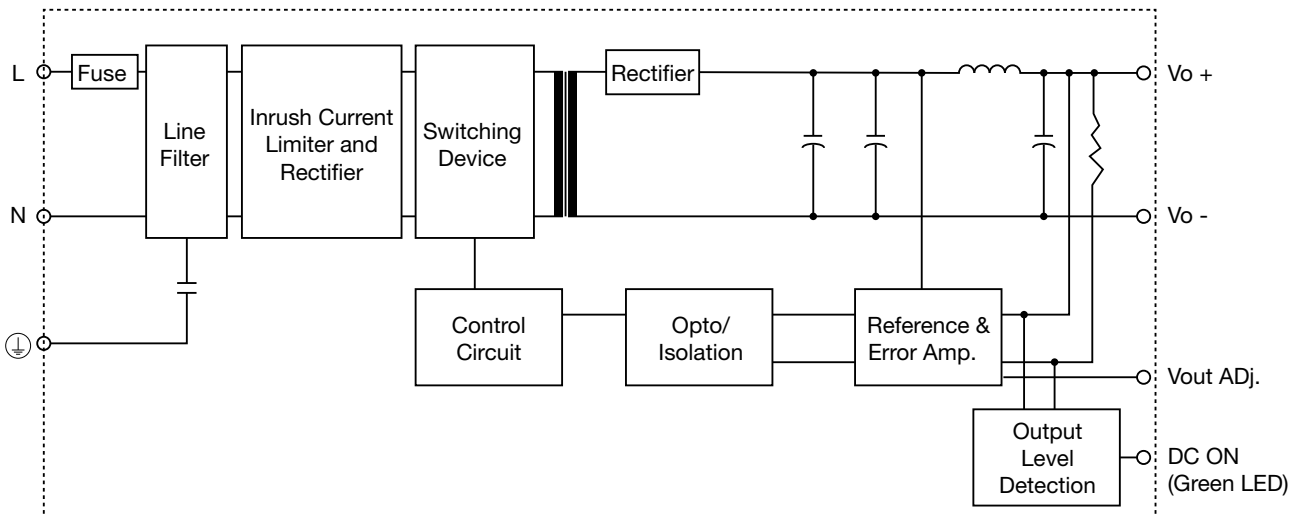 L
Fuse
Line
Filter
Inrush Current
Limiter and
Rectifier
Switching
Device
Rectifier
Vo +
N
Vo -
Control
Circuit
Opto/
Isolation
Reference &
Error Amp.
Vout ADj.
Output
Level
Detection
DC ON
(Green LED)